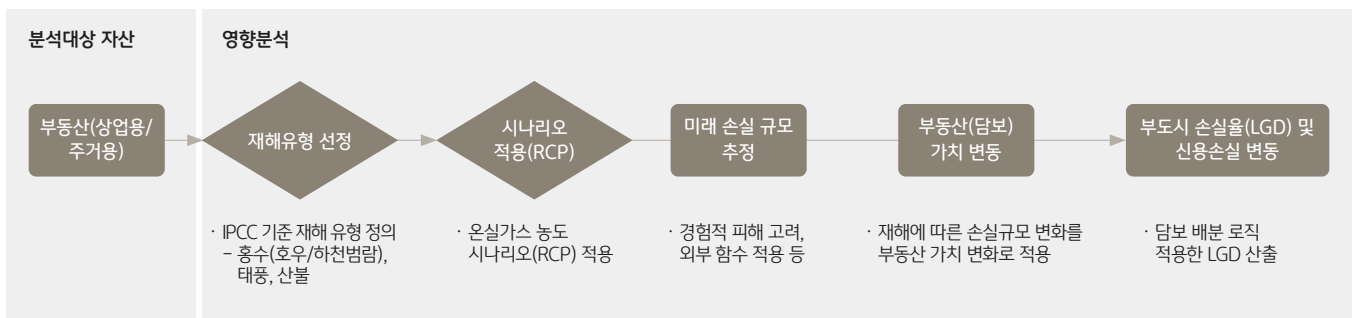 분석대상 자산
영향분석
부동산(상업용/
주거용)
재해유형 선정
시나리오
적용(RCP)
미래 손실 규모
추정
부동산(담보)
가치 변동
부도시 손실율(LGD) 및
신용손실 변동
· IPCC 기준 재해 유형 정의
– 홍수(호우/하천범람),
태풍, 산불
· 온실가스 농도
시나리오(RCP) 적용
· 경험적 피해 고려,
외부 함수 적용 등
· 재해에 따른 손실규모 변화를
부동산 가치 변화로 적용
· 담보 배분 로직
적용한 LGD 산출